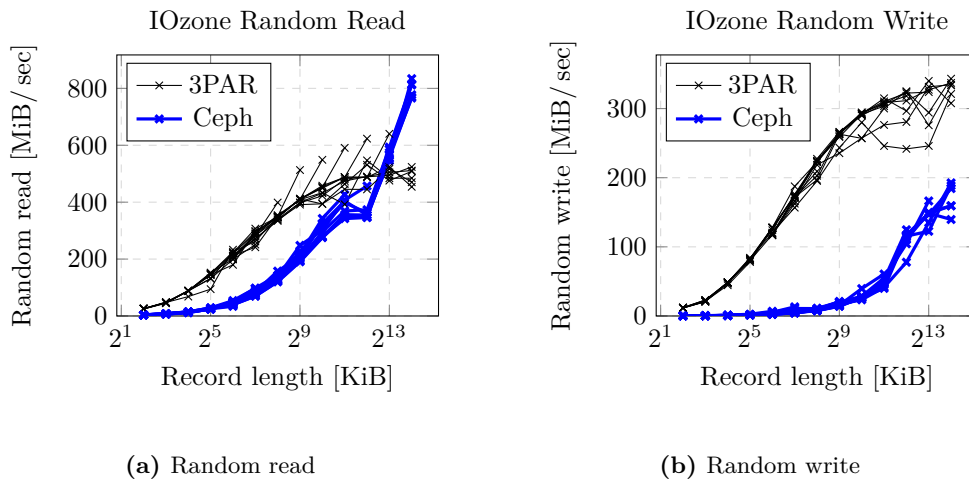 IOzone Random Read
Random read [MiB/ sec]
800
600
400
200
0
3PAR
Ceph
2^1
2^5
2^9
2^13
Record length [KiB]
(a) Random read
IOzone Random Write
Random write [MiB/ sec]
300
200
100
0
3PAR
Ceph
2^1
2^5
2^9
2^13
Record length [KiB]
(b) Random write